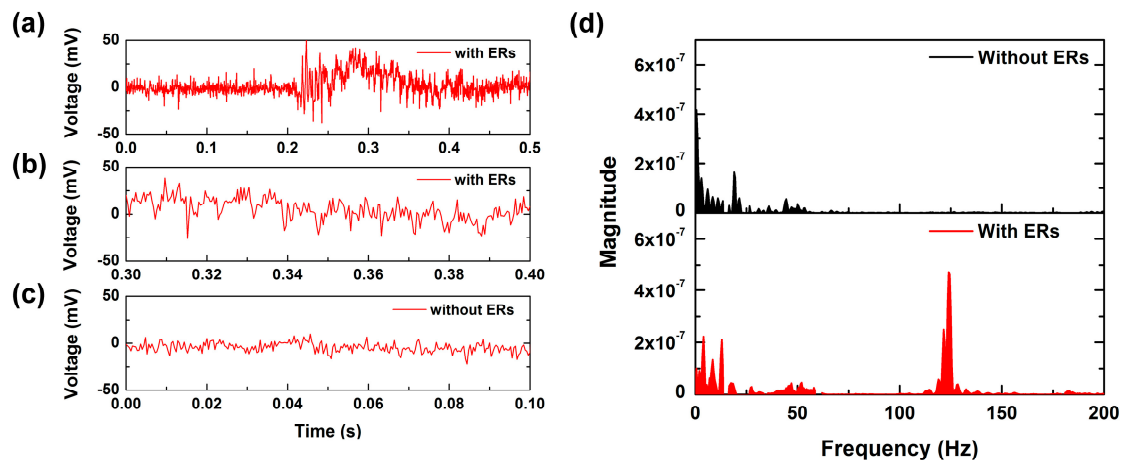 (a)
50
with ERs
Voltage (mV)
0
-50
0.0 0.1 0.2 0.3 0.4 0.5
(b)
50
with ERs
Voltage (mV)
0
-50
0.30 0.32 0.34 0.36 0.38 0.40
(c)
50
without ERs
Voltage (mV)
0
-50
0.00 0.02 0.04 0.06 0.08 0.10
Time (s)
(d)
Without ERs
6x10-7
4x10-7
2x10-7
0
With ERs
6x10-7
4x10-7
2x10-7
0
Magnitude
0 50 100 150 200
Frequency (Hz)